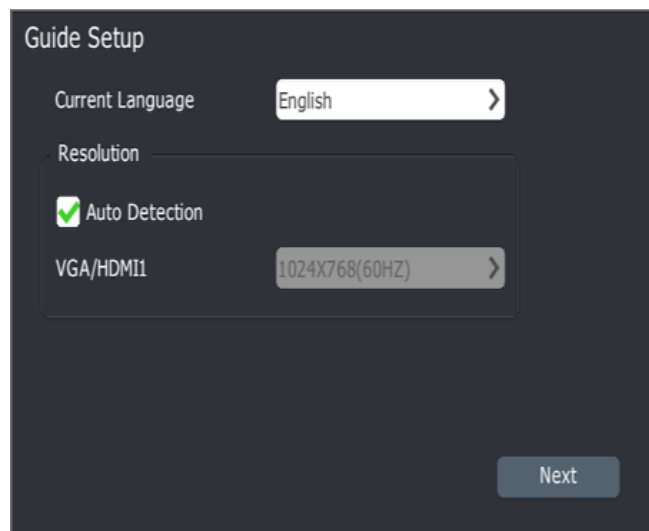 Guide Setup
Current Language English
Resolution
Auto Detection
VGA/HDMI1 1024X768(60HZ)
Next